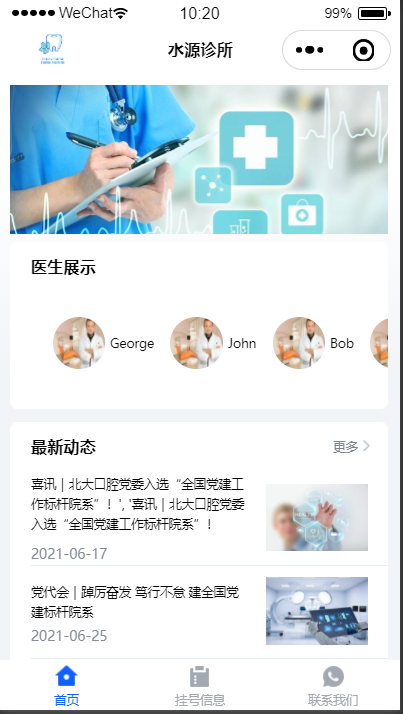 WeChat 10:20 99%
水源诊所
医生展示
George John Bob
最新动态 更多
喜讯 | 北大口腔党委入选“全国党建工
作标杆院系”！', '喜讯 | 北大口腔党委
入选“全国党建工作标杆院系”！
2021-06-17
党代会 | 踔厉奋发 笃行不怠 建全国党
建标杆院系
2021-06-25
首页 挂号信息 联系我们